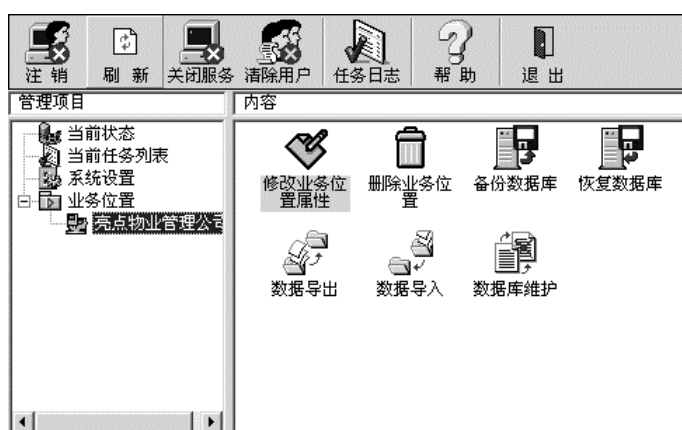 注 销 刷 新 关闭服务 清除用户 任务日志 帮 助 退 出
管理项目 内容
当前状态
当前任务列表
系统设置
业务位置
亮点物业管理公司
修改业务位置属性 删除业务位置 备份数据库 恢复数据库
数据导出 数据导入 数据库维护